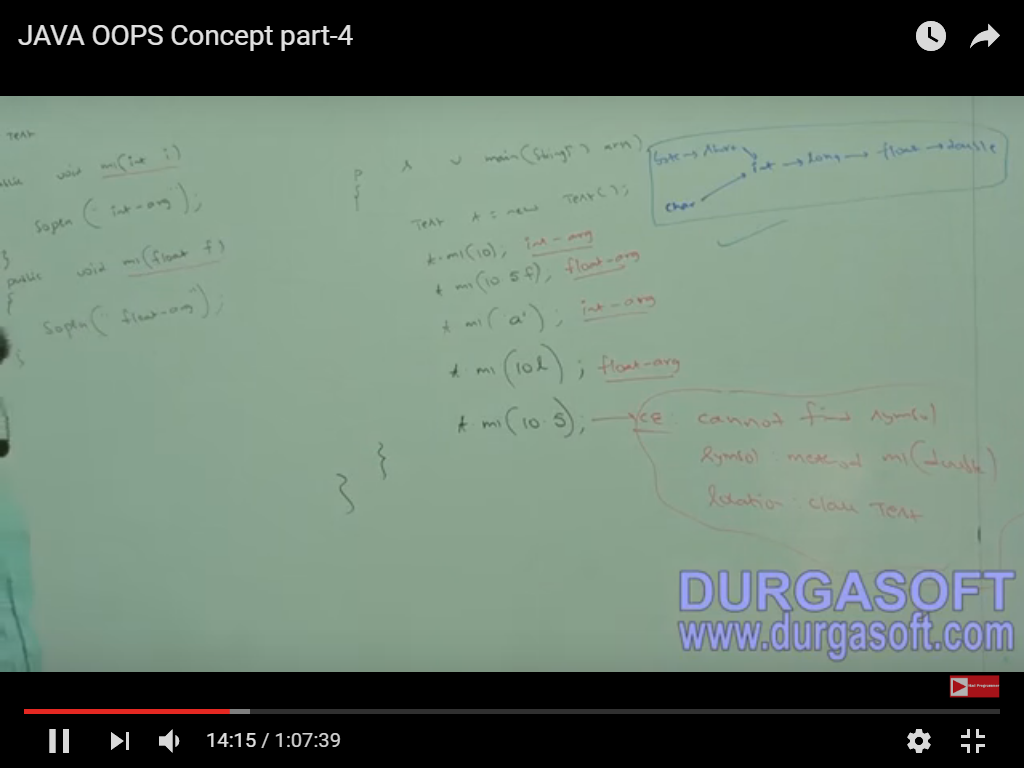 JAVA OOPS Concept part-4
Test
void m1(int i)
Sopln("int-arg");
}
public void m1(float f)
{
Sopln("float-arg");
}
p s v main(String[] args)
{
Test t = new Test();
t.m1(10); int-arg
t.m1(10.5f); float-arg
t.m1('a'); int-arg
t.m1(10l); float-arg
t.m1(10.5); → CE: cannot find symbol
symbol: method m1(double)
location: class Test
}
}
byte → short → int → long → float → double
char
DURGASOFT
www.durgasoft.com
14:15 / 1:07:39